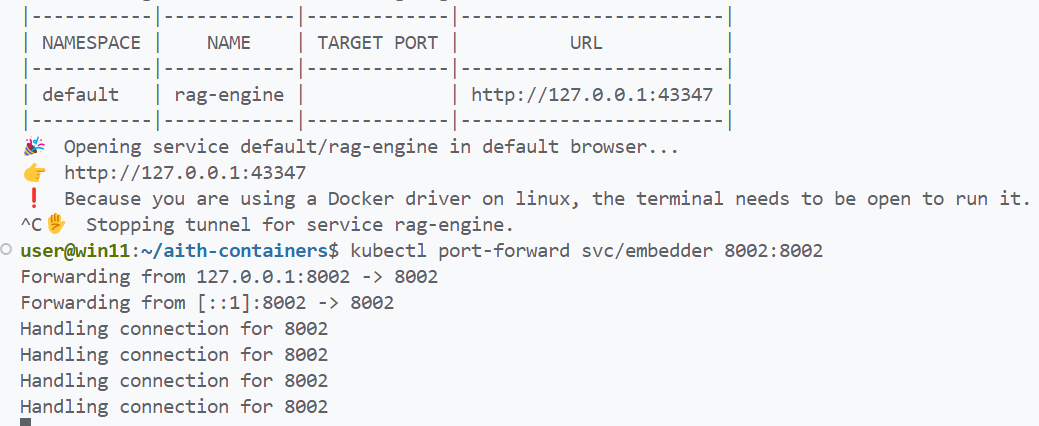 |-----------|------------|-------------|------------------------|
| NAMESPACE |    NAME    | TARGET PORT |          URL           |
|-----------|------------|-------------|------------------------|
| default   | rag-engine |             | http://127.0.0.1:43347 |
|-----------|------------|-------------|------------------------|
🎉  Opening service default/rag-engine in default browser...
👉  http://127.0.0.1:43347
❗  Because you are using a Docker driver on linux, the terminal needs to be open to run it.
^C✋  Stopping tunnel for service rag-engine.
user@win11:~/aith-containers$ kubectl port-forward svc/embedder 8002:8002
Forwarding from 127.0.0.1:8002 -> 8002
Forwarding from [::1]:8002 -> 8002
Handling connection for 8002
Handling connection for 8002
Handling connection for 8002
Handling connection for 8002